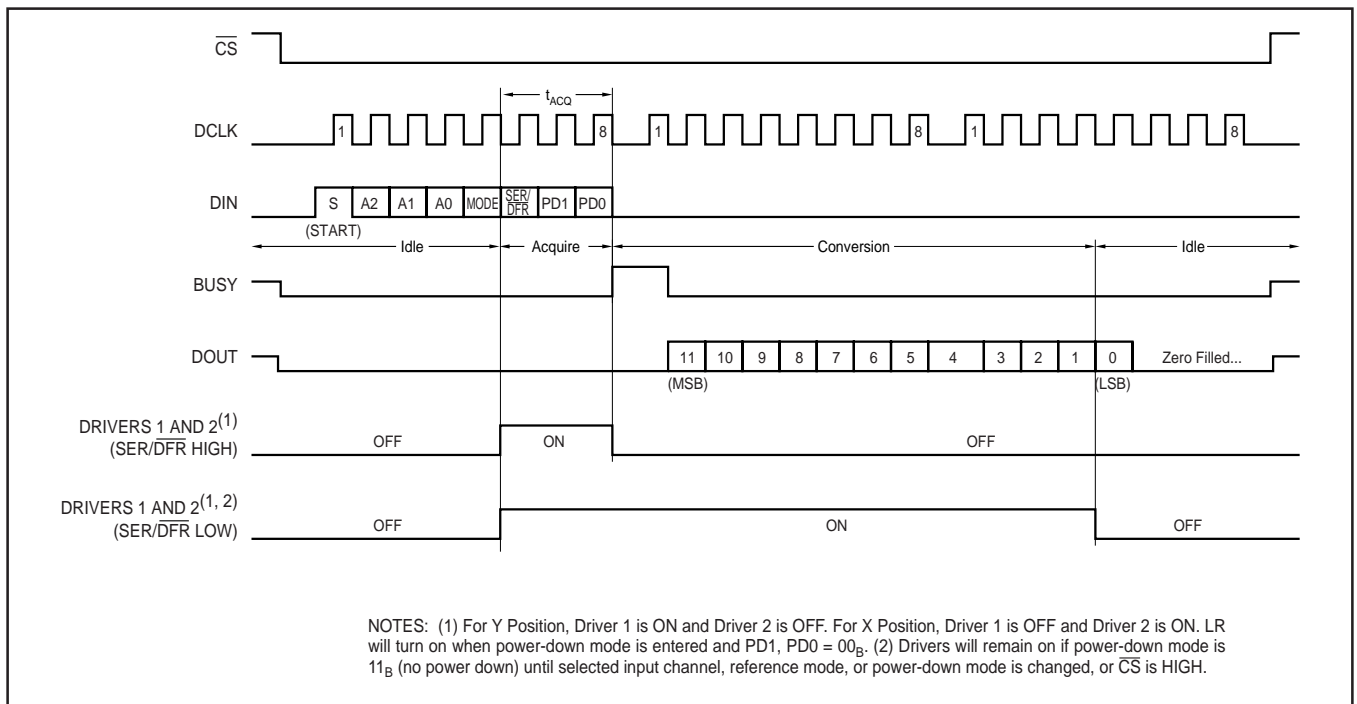 CS
tACQ
DCLK
1
8
1
8
1
8
DIN
S
A2
A1
A0
MODE
SER/
DFR
PD1
PD0
(START)
Idle
Acquire
Conversion
Idle
BUSY
DOUT
11
10
9
8
7
6
5
4
3
2
1
0
Zero Filled...
(MSB)
(LSB)
DRIVERS 1 AND 2(1)
(SER/DFR HIGH)
OFF
ON
OFF
DRIVERS 1 AND 2(1, 2)
(SER/DFR LOW)
OFF
ON
OFF
NOTES: (1) For Y Position, Driver 1 is ON and Driver 2 is OFF. For X Position, Driver 1 is OFF and Driver 2 is ON. LR
will turn on when power-down mode is entered and PD1, PD0 = 00B. (2) Drivers will remain on if power-down mode is
11B (no power down) until selected input channel, reference mode, or power-down mode is changed, or CS is HIGH.